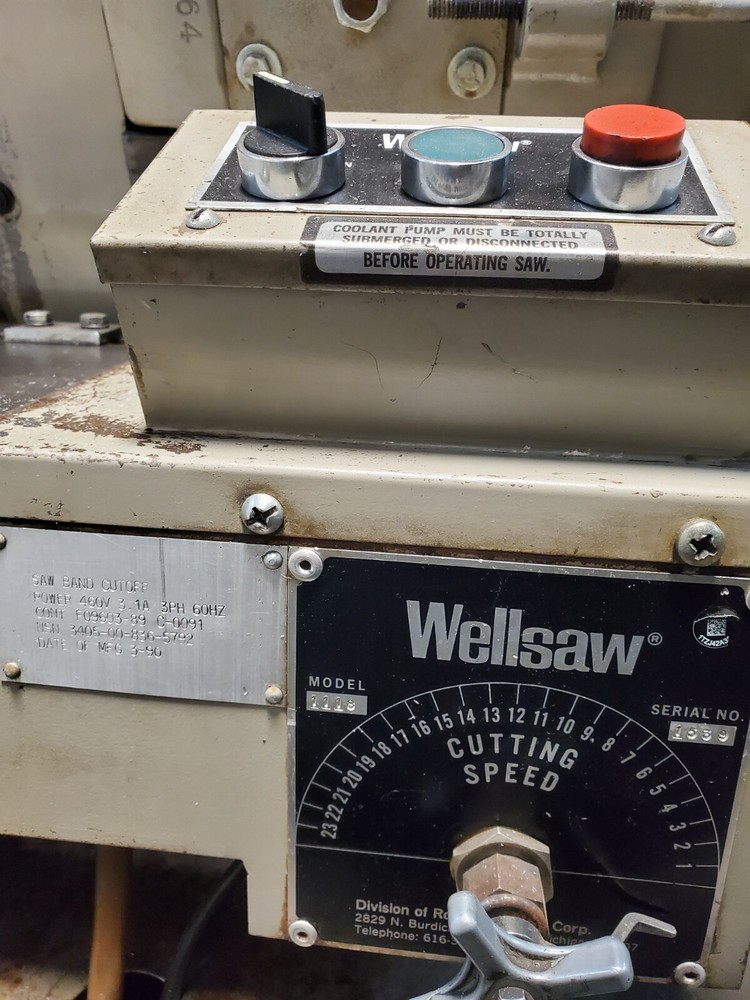 64
COOLANT PUMP MUST BE TOTALLY
SUBMERGED OR DISCONNECTED
BEFORE OPERATING SAW.
SAW BAND CUTOFF
POWER 460V 3.1A 3PH 60HZ
CONT F09603-89 C-0091
NSN 3405-00-836-5792
DATE OF MFG 3-90
Wellsaw®
1TZJ42A3
MODEL
1118
SERIAL NO.
1539
23 22 21 20 19 18 17 16 15 14 13 12 11 10 9 8 7 6 5 4 3 2 1
CUTTING
SPEED
Division of Corp.
2829 N.
Telephone: 616-